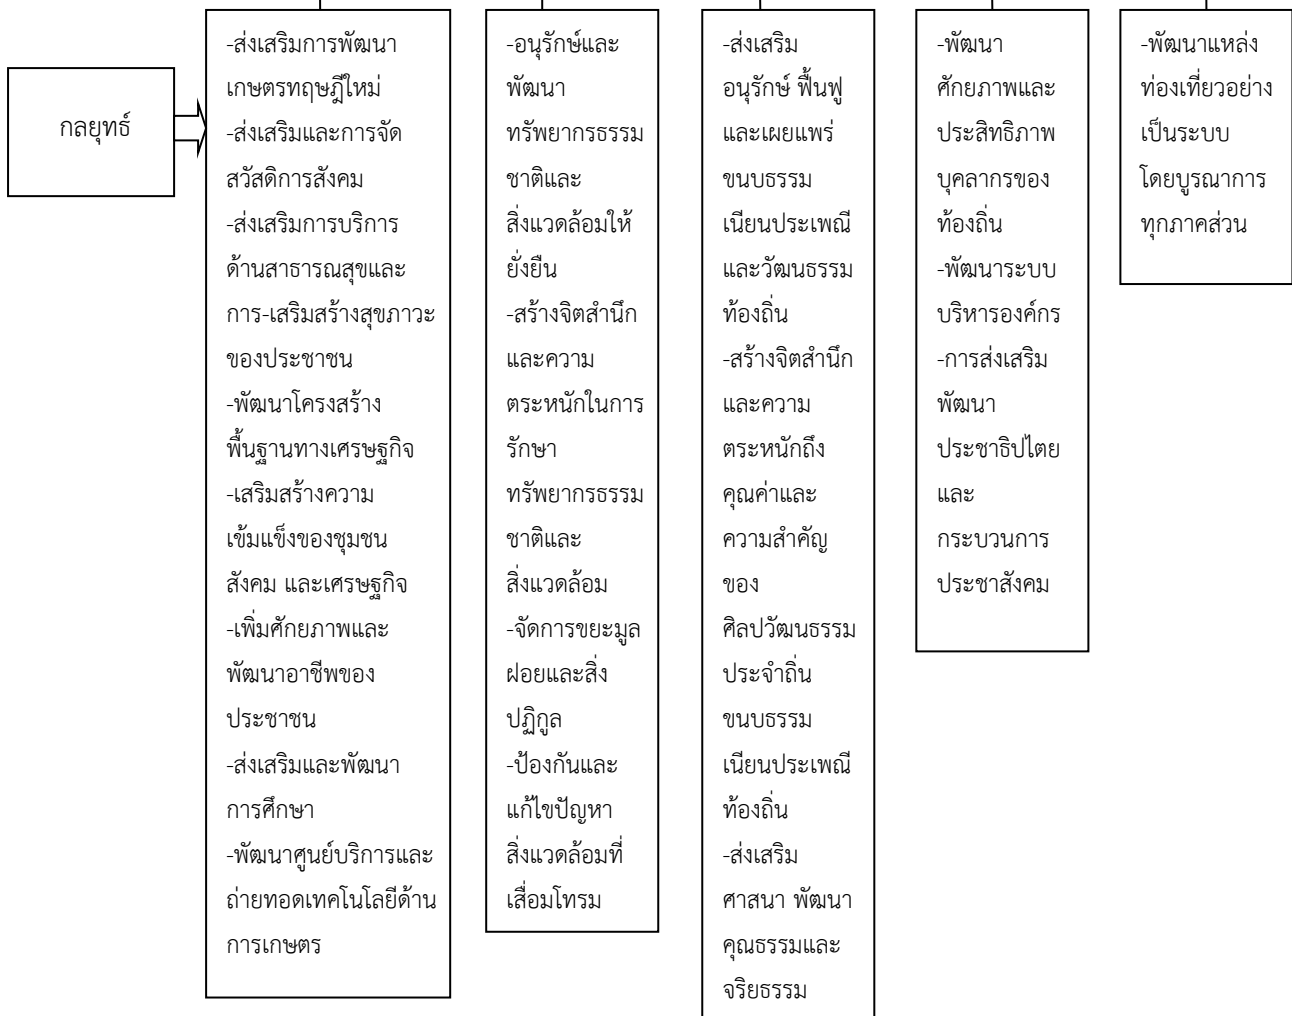 กลยุทธ์
-ส่งเสริมการพัฒนา
เกษตรทฤษฎีใหม่
-ส่งเสริมและการจัด
สวัสดิการสังคม
-ส่งเสริมการบริการ
ด้านสาธารณสุขและ
การ-เสริมสร้างสุขภาวะ
ของประชาชน
-พัฒนาโครงสร้าง
พื้นฐานทางเศรษฐกิจ
-เสริมสร้างความ
เข้มแข็งของชุมชน
สังคม และเศรษฐกิจ
-เพิ่มศักยภาพและ
พัฒนาอาชีพของ
ประชาชน
-ส่งเสริมและพัฒนา
การศึกษา
-พัฒนาศูนย์บริการและ
ถ่ายทอดเทคโนโลยีด้าน
การเกษตร
-อนุรักษ์และ
พัฒนา
ทรัพยากรธรรม
ชาติและ
สิ่งแวดล้อมให้
ยั่งยืน
-สร้างจิตสำนึก
และความ
ตระหนักในการ
รักษา
ทรัพยากรธรรม
ชาติและ
สิ่งแวดล้อม
-จัดการขยะมูล
ฝอยและสิ่ง
ปฏิกูล
-ป้องกันและ
แก้ไขปัญหา
สิ่งแวดล้อมที่
เสื่อมโทรม
-ส่งเสริม
อนุรักษ์ ฟื้นฟู
และเผยแพร่
ขนบธรรม
เนียนประเพณี
และวัฒนธรรม
ท้องถิ่น
-สร้างจิตสำนึก
และความ
ตระหนักถึง
คุณค่าและ
ความสำคัญ
ของ
ศิลปวัฒนธรรม
ประจำถิ่น
ขนบธรรม
เนียนประเพณี
ท้องถิ่น
-ส่งเสริม
ศาสนา พัฒนา
คุณธรรมและ
จริยธรรม
-พัฒนา
ศักยภาพและ
ประสิทธิภาพ
บุคลากรของ
ท้องถิ่น
-พัฒนาระบบ
บริหารองค์กร
-การส่งเสริม
พัฒนา
ประชาธิปไตย
และ
กระบวนการ
ประชาสังคม
-พัฒนาแหล่ง
ท่องเที่ยวอย่าง
เป็นระบบ
โดยบูรณาการ
ทุกภาคส่วน